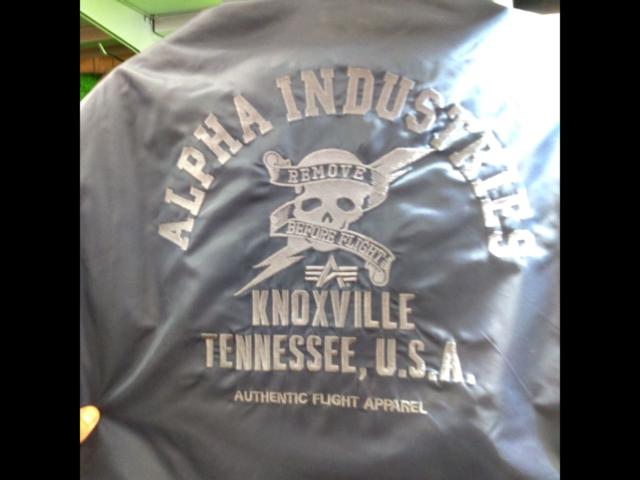 ALPHA INDUSTRIES
REMOVE
BEFORE FLIGHT
KNOXVILLE
TENNESSEE, U.S.A.
AUTHENTIC FLIGHT APPAREL